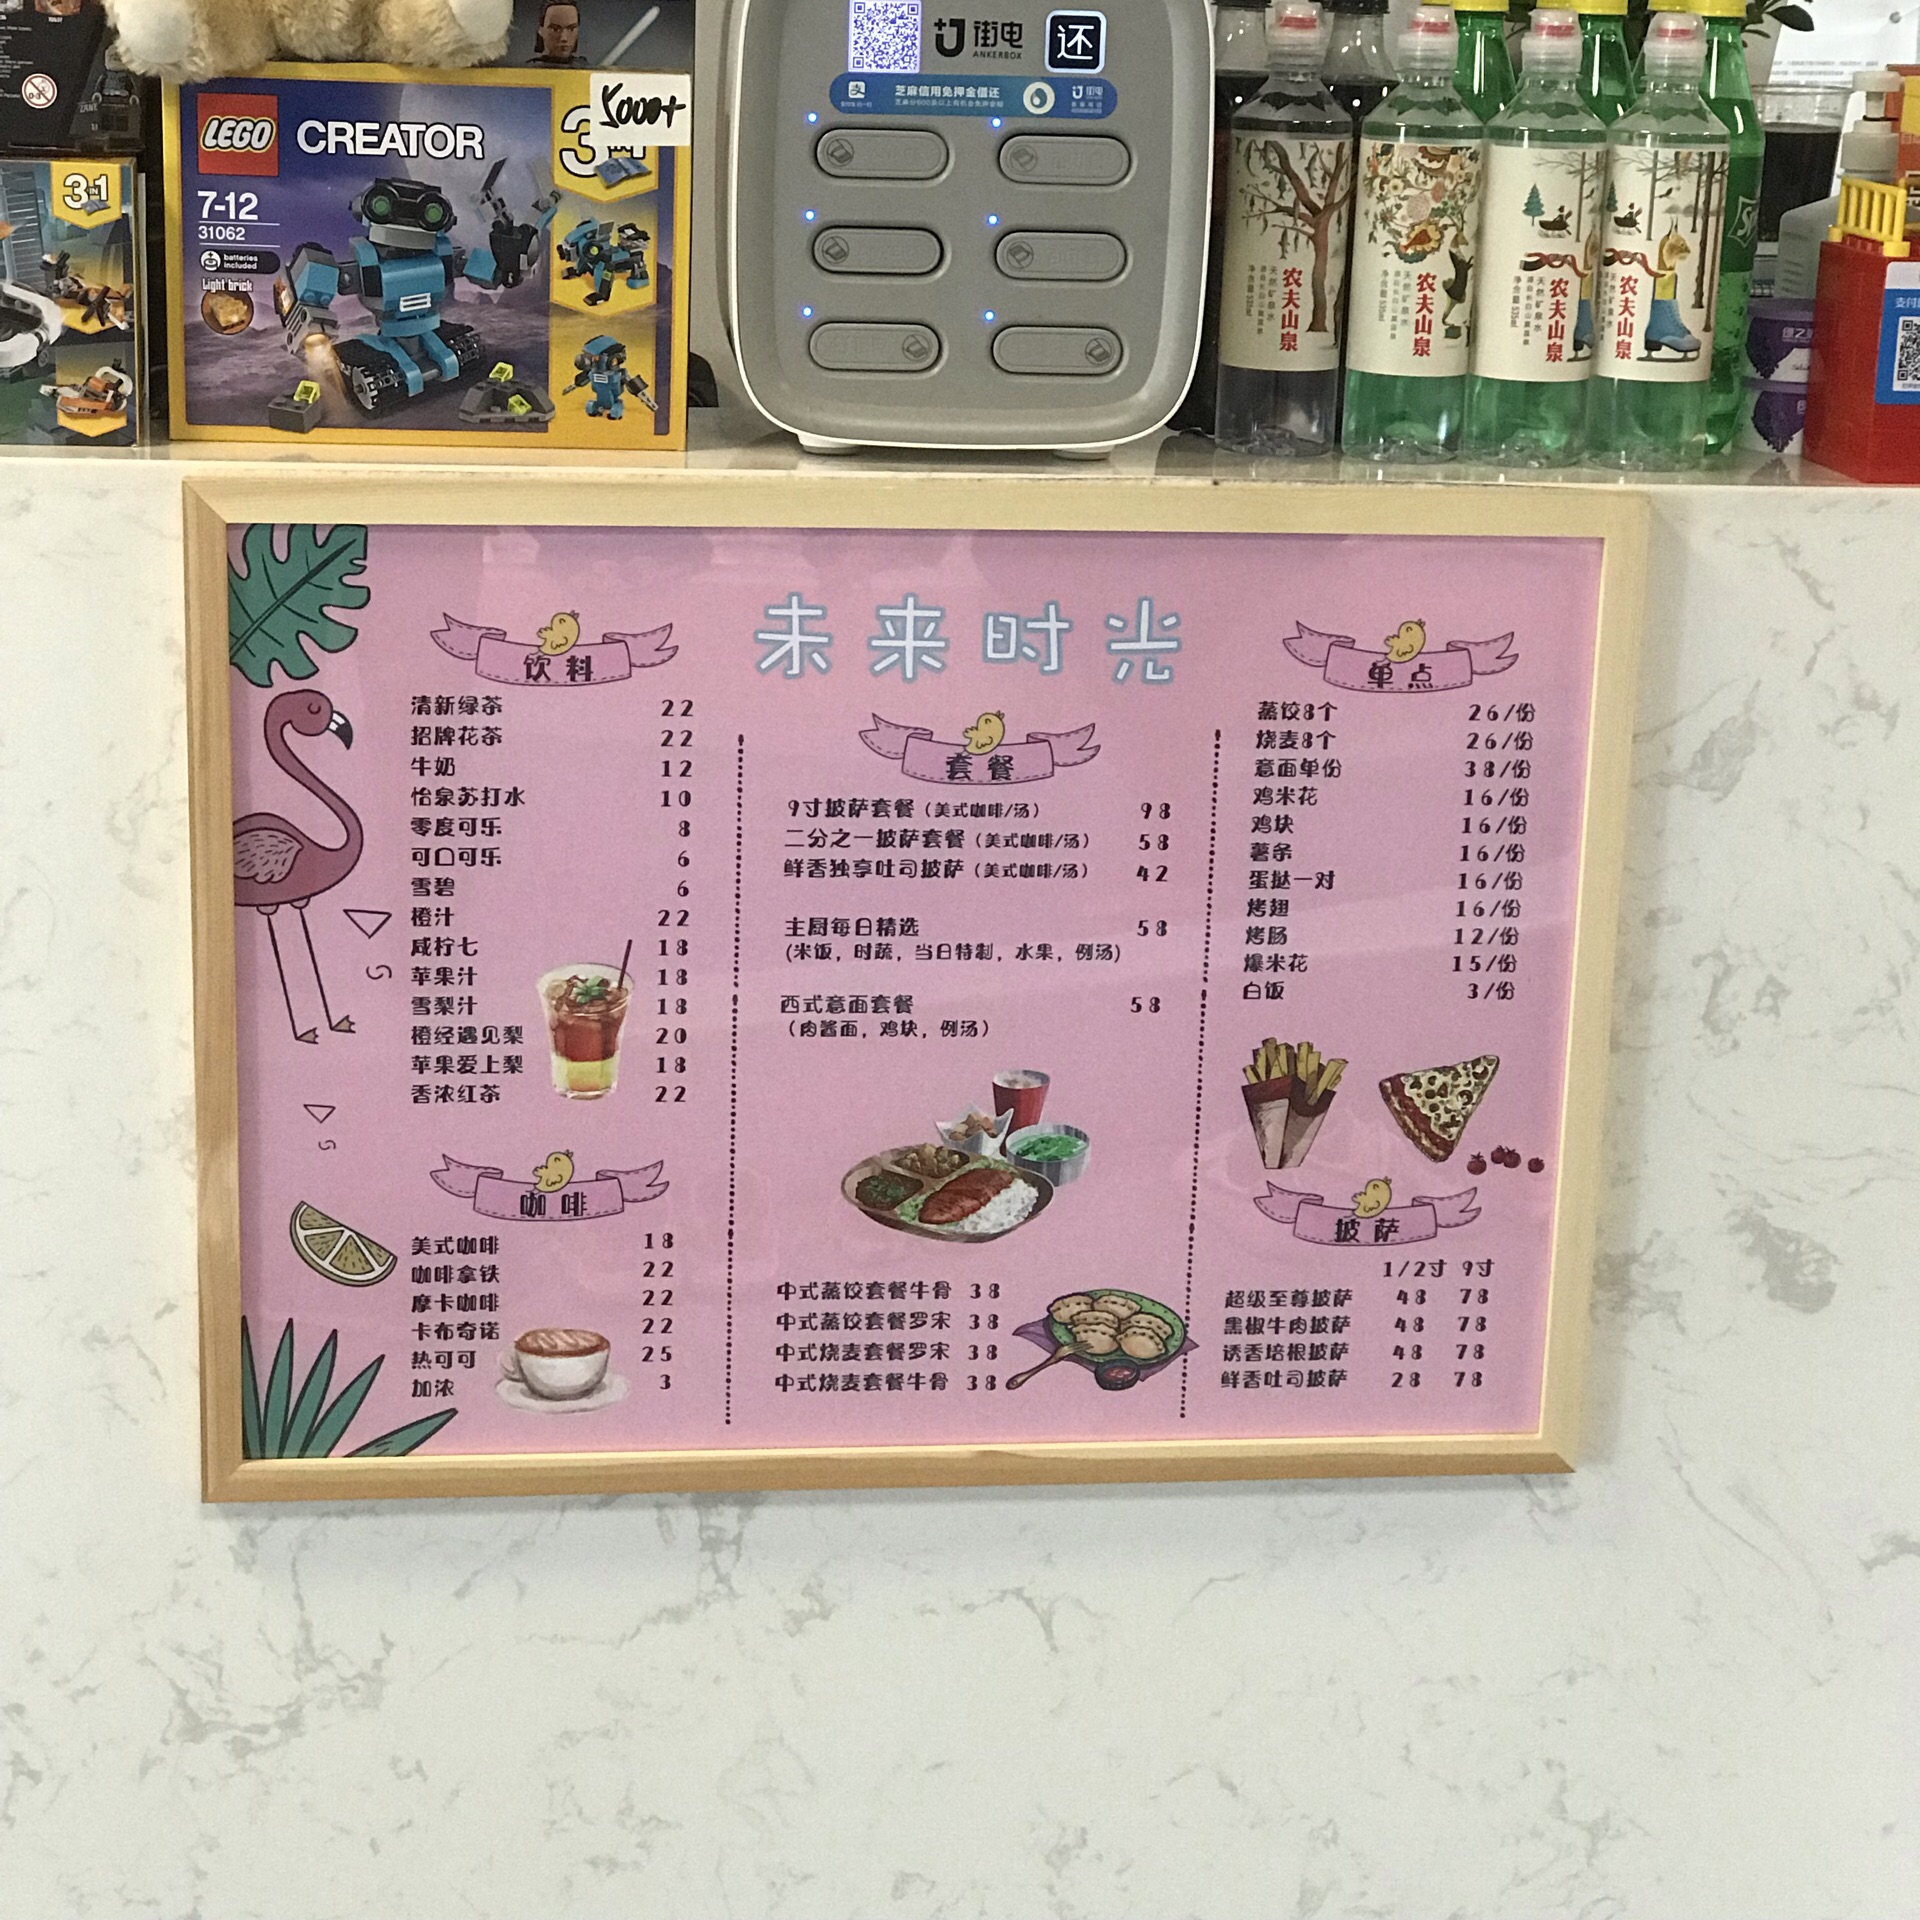 LEGO
CREATOR
7-12
31062
batteries included
Light brick
5000+
3 IN 1
街电
ANKERBOX
还
芝麻信用免押金借还
农夫山泉
农夫山泉
农夫山泉
农夫山泉
未来时光
饮料
清新绿茶 22
招牌花茶 22
牛奶 12
怡泉苏打水 10
零度可乐 8
可口可乐 6
雪碧 6
橙汁 22
咸柠七 18
苹果汁 18
雪梨汁 18
橙经遇见梨 20
苹果爱上梨 18
香浓红茶 22
咖啡
美式咖啡 18
咖啡拿铁 22
摩卡咖啡 22
卡布奇诺 22
热可可 25
加浓 3
套餐
9寸披萨套餐（美式咖啡/汤） 98
二分之一披萨套餐（美式咖啡/汤） 58
鲜香独享吐司披萨（美式咖啡/汤） 42
主厨每日精选 58
(米饭，时蔬，当日特制，水果，例汤)
西式意面套餐 58
（肉酱面，鸡块，例汤）
中式蒸饺套餐牛骨 38
中式蒸饺套餐罗宋 38
中式烧麦套餐罗宋 38
中式烧麦套餐牛骨 38
单点
蒸饺8个 26/份
烧麦8个 26/份
意面单份 38/份
鸡米花 16/份
鸡块 16/份
薯条 16/份
蛋挞一对 16/份
烤翅 16/份
烤肠 12/份
爆米花 15/份
白饭 3/份
披萨
1/2寸 9寸
超级至尊披萨 48 78
黑椒牛肉披萨 48 78
诱香培根披萨 48 78
鲜香吐司披萨 28 78